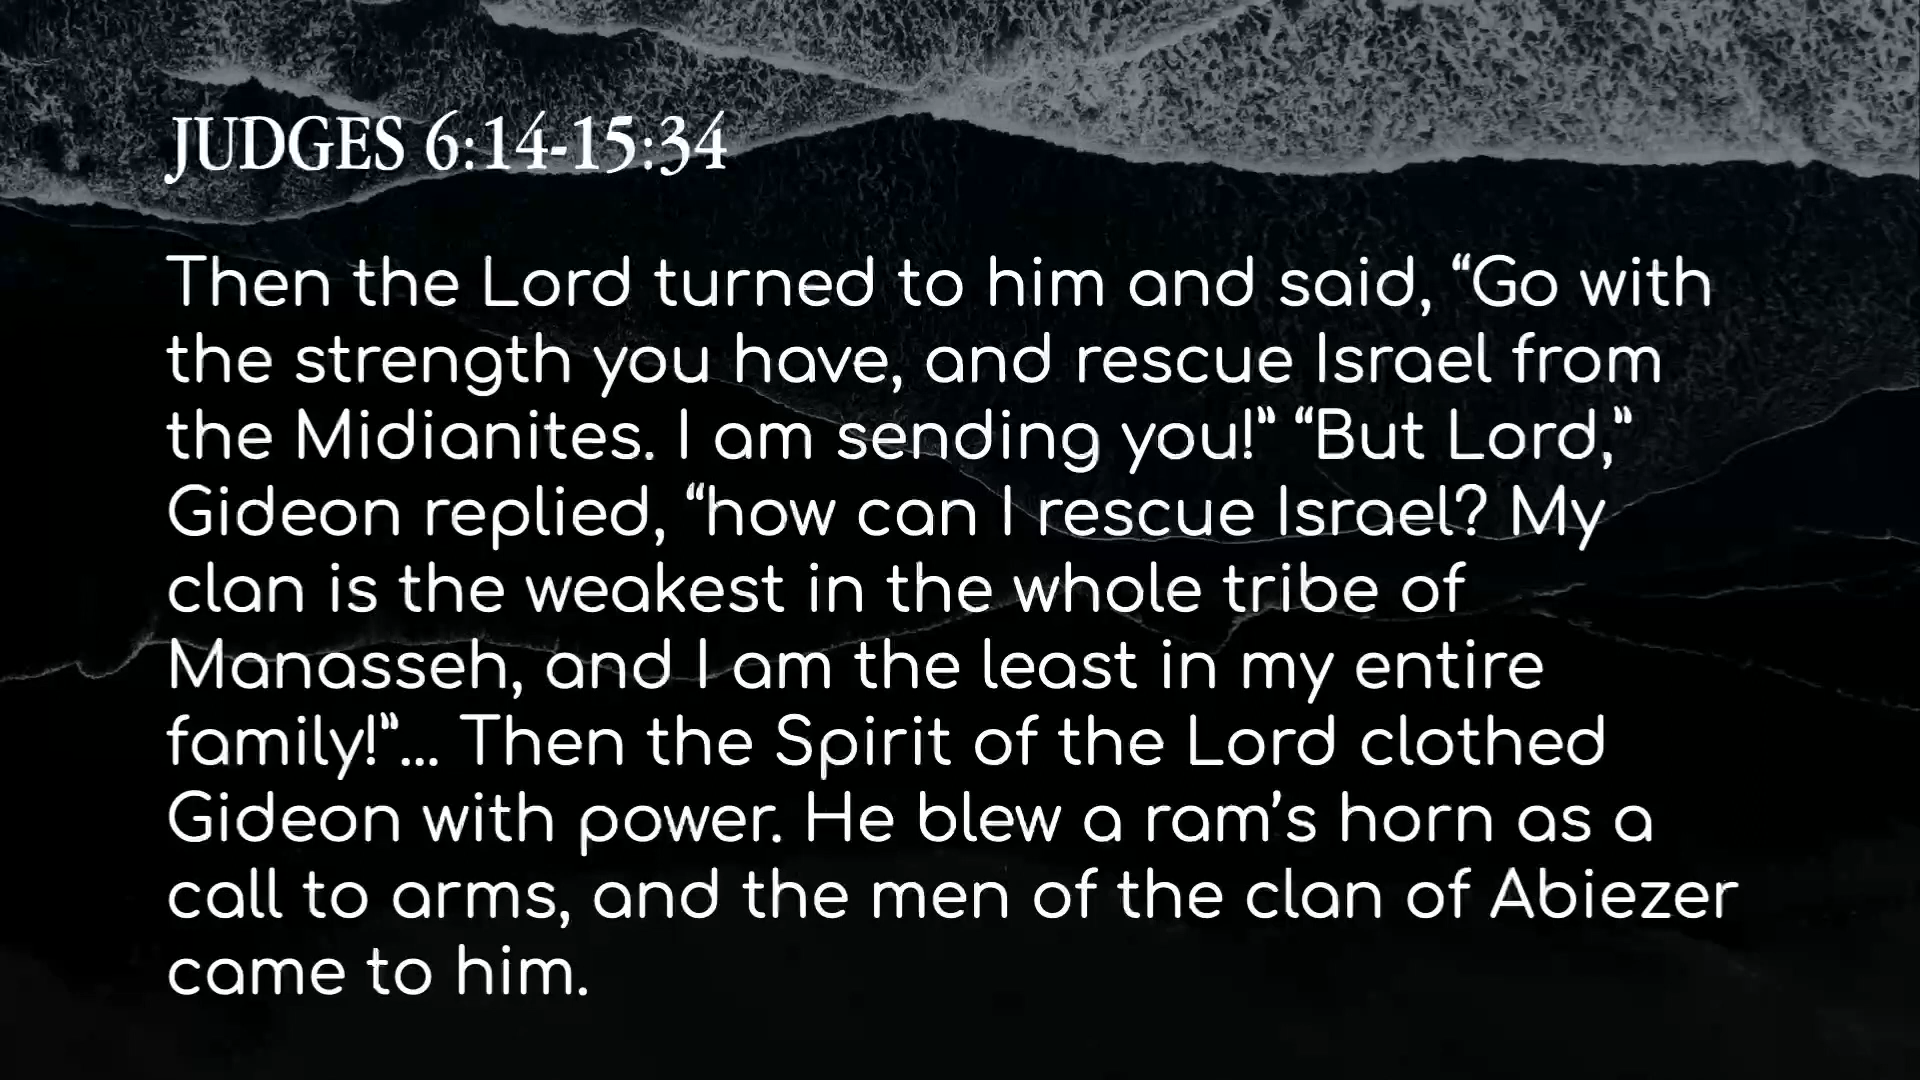 JUDGES 6:14-15:34
Then the Lord turned to him and said, “Go with
the strength you have, and rescue Israel from
the Midianites. I am sending you!” “But Lord,”
Gideon replied, “how can I rescue Israel? My
clan is the weakest in the whole tribe of
Manasseh, and I am the least in my entire
family!”... Then the Spirit of the Lord clothed
Gideon with power. He blew a ram’s horn as a
call to arms, and the men of the clan of Abiezer
came to him.